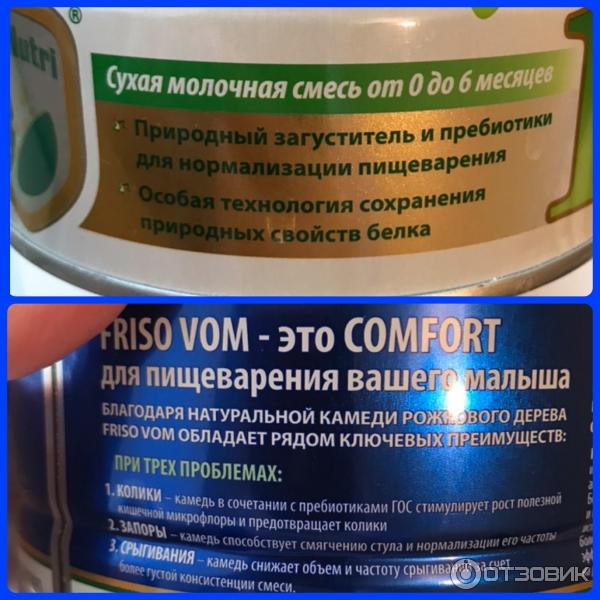 Nutri
®
1
Сухая молочная смесь от 0 до 6 месяцев
Природный загуститель и пребиотики
для нормализации пищеварения
Особая технология сохранения
природных свойств белка
FRISO VOM - это COMFORT
для пищеварения вашего малыша
БЛАГОДАРЯ НАТУРАЛЬНОЙ КАМЕДИ РОЖКОВОГО ДЕРЕВА
FRISO VOM ОБЛАДАЕТ РЯДОМ КЛЮЧЕВЫХ ПРЕИМУЩЕСТВ:
ПРИ ТРЕХ ПРОБЛЕМАХ:
1. КОЛИКИ – камедь в сочетании с пребиотиками ГОС стимулирует рост полезной
кишечной микрофлоры и предотвращает колики
2. ЗАПОРЫ – камедь способствует смягчению стула и нормализации его частоты
3. СРЫГИВАНИЯ – камедь снижает объем и частоту срыгиваний за счет
более густой консистенции смеси.
ОТЗОВИК